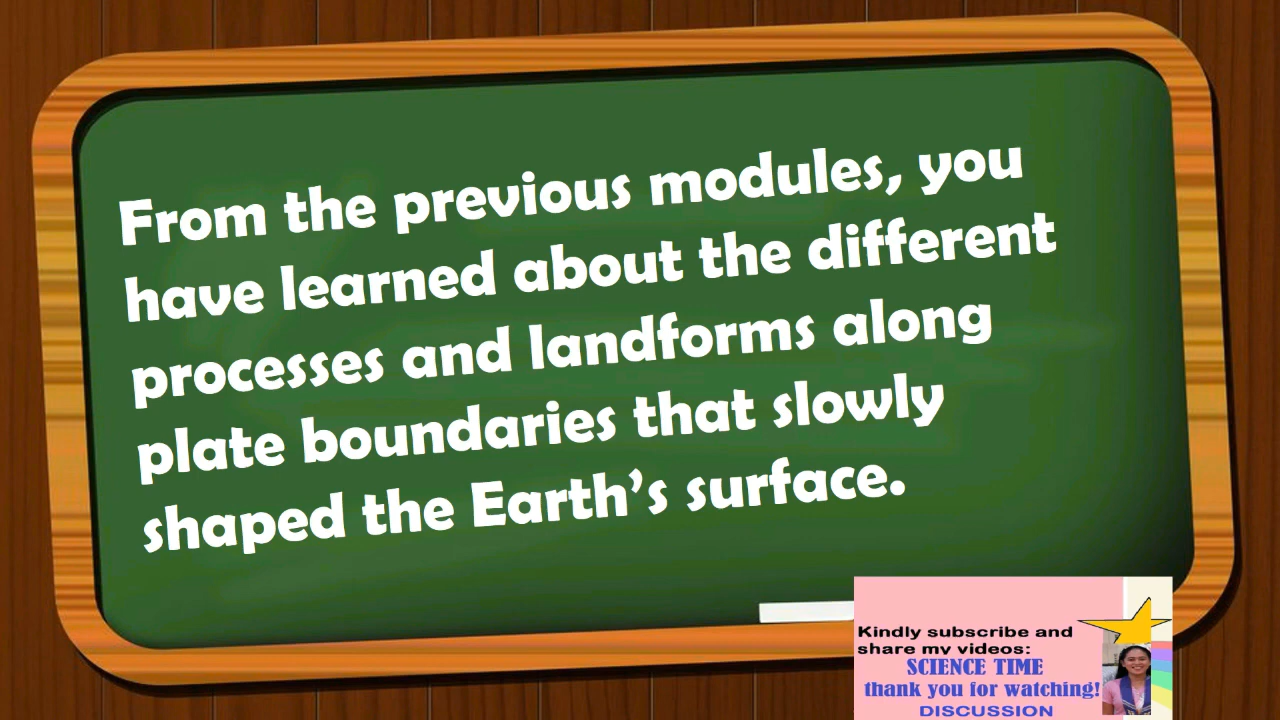 From the previous modules, you
have learned about the different
processes and landforms along
plate boundaries that slowly
shaped the Earth’s surface.
Kindly subscribe and
share my videos:
SCIENCE TIME
thank you for watching!
DISCUSSION